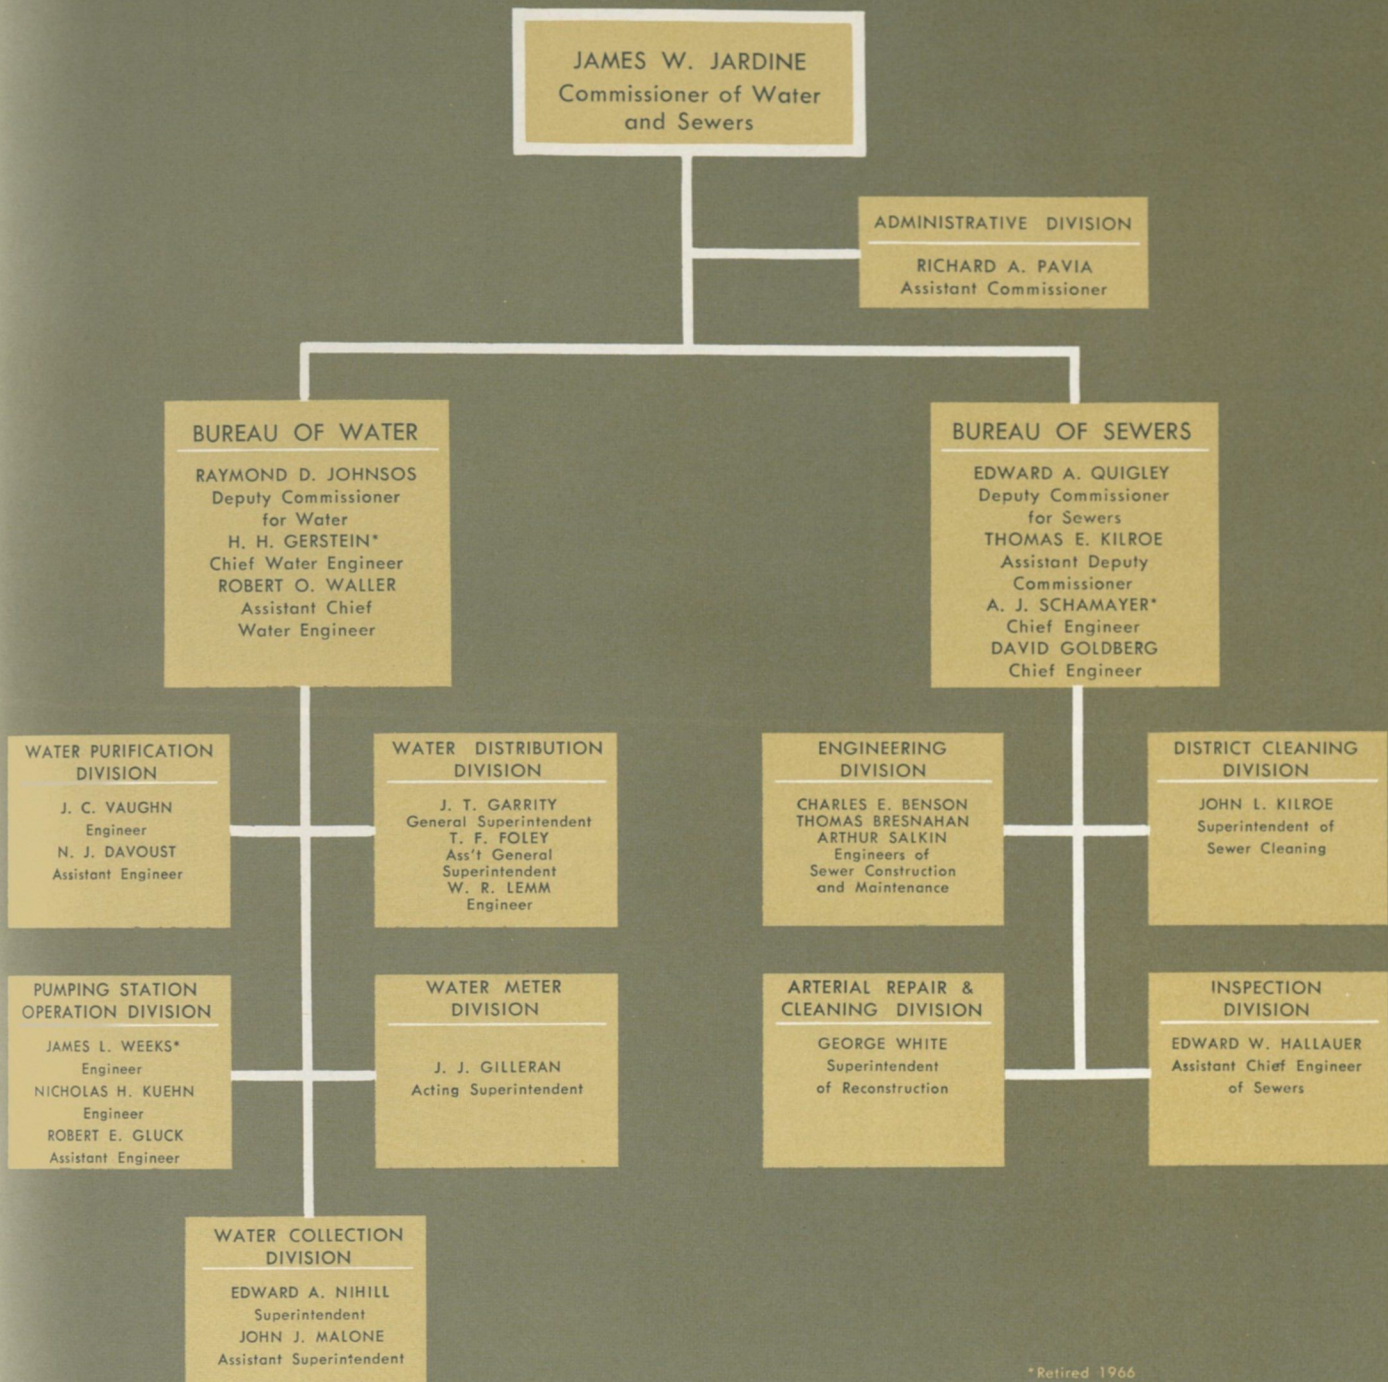 JAMES W. JARDINE
Commissioner of Water
and Sewers
ADMINISTRATIVE DIVISION
RICHARD A. PAVIA
Assistant Commissioner
BUREAU OF WATER
RAYMOND D. JOHNSOS
Deputy Commissioner
for Water
H. H. GERSTEIN*
Chief Water Engineer
ROBERT O. WALLER
Assistant Chief
Water Engineer
BUREAU OF SEWERS
EDWARD A. QUIGLEY
Deputy Commissioner
for Sewers
THOMAS E. KILROE
Assistant Deputy
Commissioner
A. J. SCHAMAYER*
Chief Engineer
DAVID GOLDBERG
Chief Engineer
WATER PURIFICATION
DIVISION
J. C. VAUGHN
Engineer
N. J. DAVOUST
Assistant Engineer
WATER DISTRIBUTION
DIVISION
J. T. GARRITY
General Superintendent
T. F. FOLEY
Ass't General
Superintendent
W. R. LEMM
Engineer
ENGINEERING
DIVISION
CHARLES E. BENSON
THOMAS BRESNAHAN
ARTHUR SALKIN
Engineers of
Sewer Construction
and Maintenance
DISTRICT CLEANING
DIVISION
JOHN L. KILROE
Superintendent of
Sewer Cleaning
PUMPING STATION
OPERATION DIVISION
JAMES L. WEEKS*
Engineer
NICHOLAS H. KUEHN
Engineer
ROBERT E. GLUCK
Assistant Engineer
WATER METER
DIVISION
J. J. GILLERAN
Acting Superintendent
ARTERIAL REPAIR &
CLEANING DIVISION
GEORGE WHITE
Superintendent
of Reconstruction
INSPECTION
DIVISION
EDWARD W. HALLAUER
Assistant Chief Engineer
of Sewers
WATER COLLECTION
DIVISION
EDWARD A. NIHILL
Superintendent
JOHN J. MALONE
Assistant Superintendent
*Retired 1966